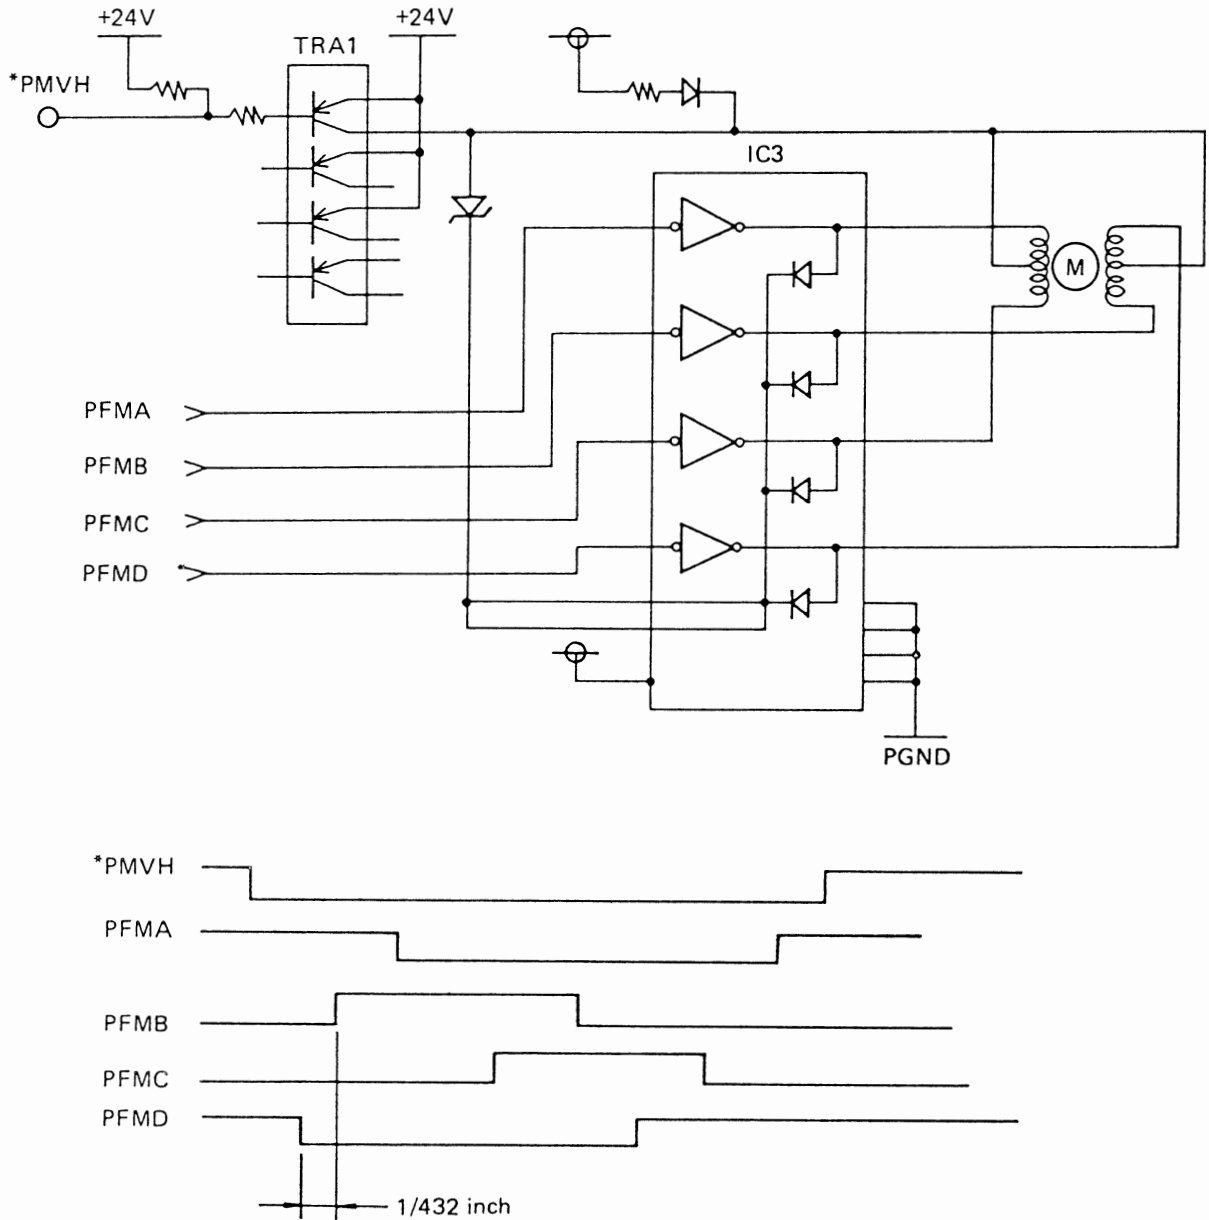 +24V
+24V
TRA1
*PMVH
IC3
M
PFMA
PFMB
PFMC
PFMD
PGND
*PMVH
PFMA
PFMB
PFMC
PFMD
1/432 inch